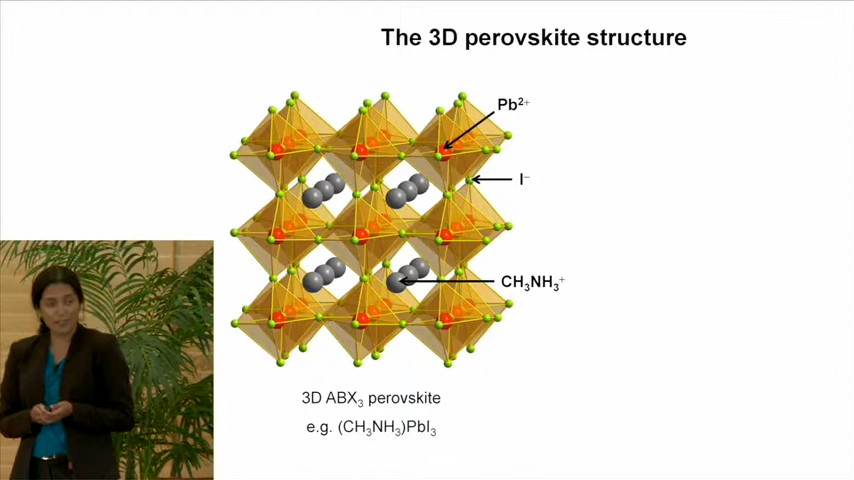 The 3D perovskite structure
Pb²⁺
I⁻
CH₃NH₃⁺
3D ABX₃ perovskite
e.g. (CH₃NH₃)PbI₃